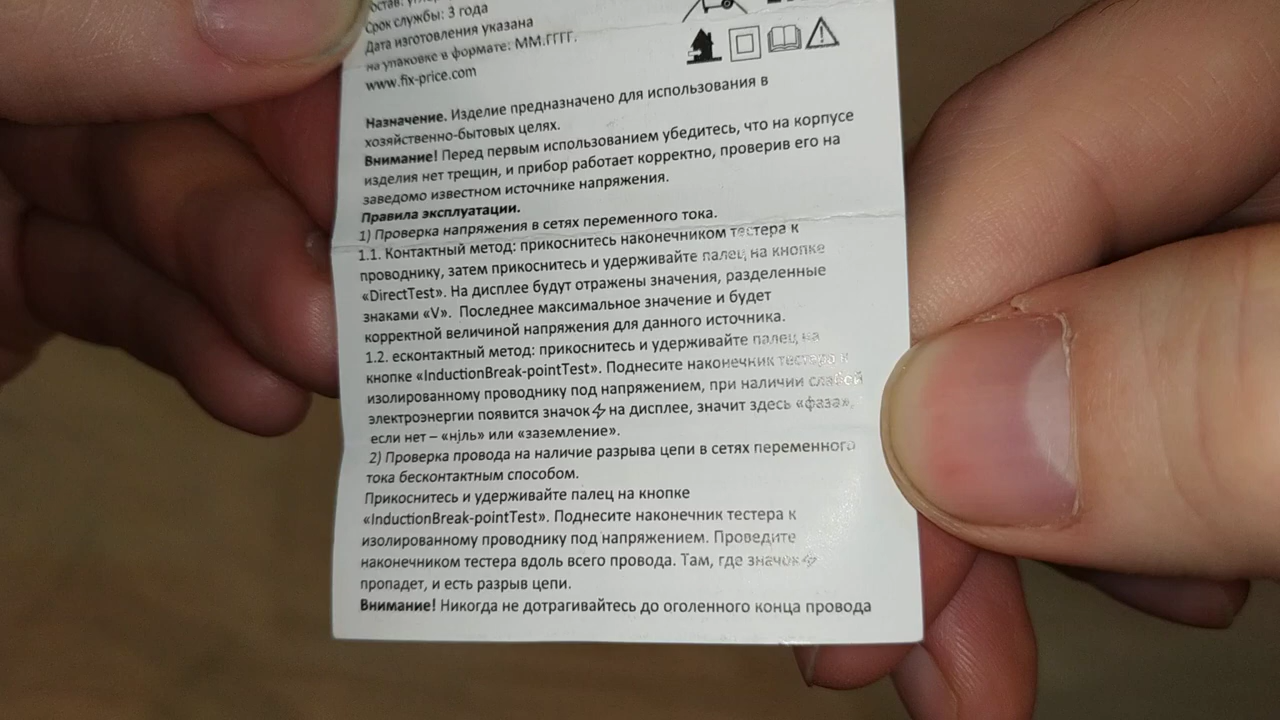 Срок службы: 3 года
Дата изготовления указана
на упаковке в формате: ММ.ГГГГ.
www.fix-price.com
Назначение. Изделие предназначено для использования в
хозяйственно-бытовых целях.
Внимание! Перед первым использованием убедитесь, что на корпусе
изделия нет трещин, и прибор работает корректно, проверив его на
заведомо известном источнике напряжения.
Правила эксплуатации.
1) Проверка напряжения в сетях переменного тока.
1.1. Контактный метод: прикоснитесь наконечником тестера к
проводнику, затем прикоснитесь и удерживайте палец на кнопке
«DirectTest». На дисплее будут отражены значения, разделенные
знаками «V». Последнее максимальное значение и будет
корректной величиной напряжения для данного источника.
1.2. есконтактный метод: прикоснитесь и удерживайте палец на
кнопке «InductionBreak-pointTest». Поднесите наконечник тестера к
изолированному проводнику под напряжением, при наличии слабой
электроэнергии появится значок на дисплее, значит здесь «фаза»,
если нет – «нјль» или «заземление».
2) Проверка провода на наличие разрыва цепи в сетях переменного
тока бесконтактным способом.
Прикоснитесь и удерживайте палец на кнопке
«InductionBreak-pointTest». Поднесите наконечник тестера к
изолированному проводнику под напряжением. Проведите
наконечником тестера вдоль всего провода. Там, где значок
пропадет, и есть разрыв цепи.
Внимание! Никогда не дотрагивайтесь до оголенного конца провода